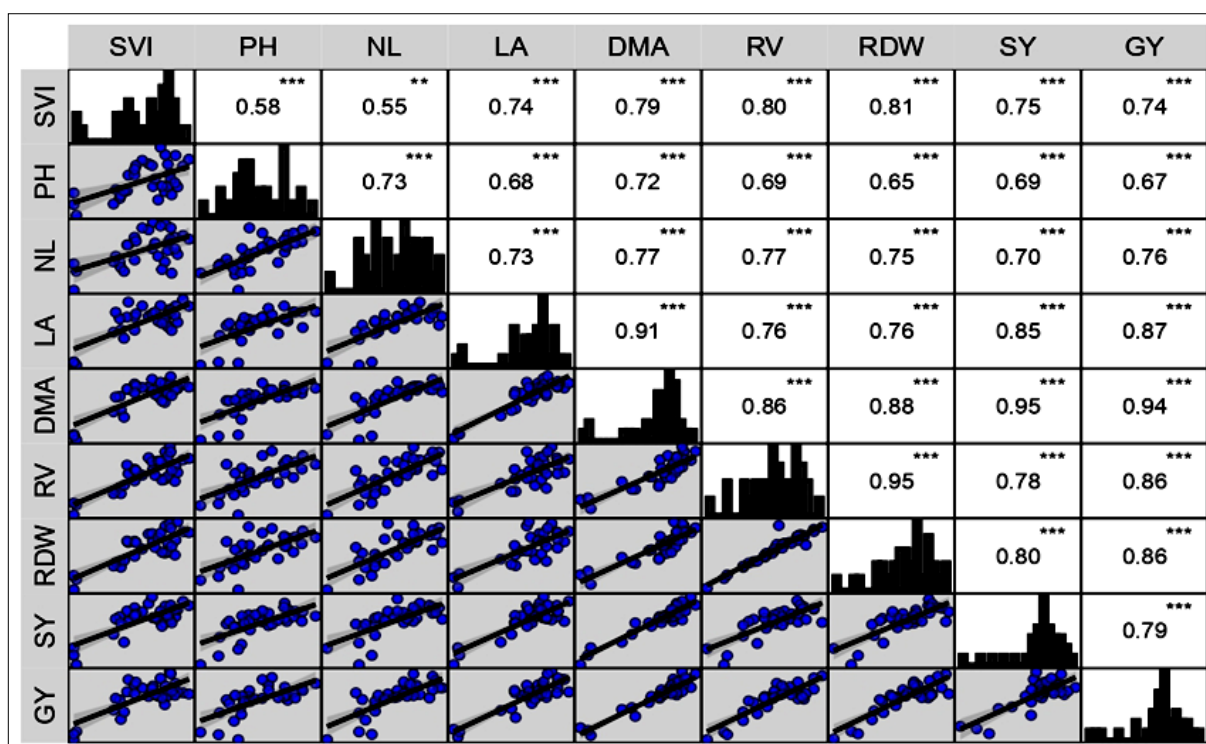 SVI PH NL LA DMA RV RDW SY GY
SVI 0.58 *** 0.55 ** 0.74 *** 0.79 *** 0.80 *** 0.81 *** 0.75 *** 0.74 ***
PH 0.73 *** 0.68 *** 0.72 *** 0.69 *** 0.65 *** 0.69 *** 0.67 ***
NL 0.73 *** 0.77 *** 0.77 *** 0.75 *** 0.70 *** 0.76 ***
LA 0.91 *** 0.76 *** 0.76 *** 0.85 *** 0.87 ***
DMA 0.86 *** 0.88 *** 0.95 *** 0.94 ***
RV 0.95 *** 0.78 *** 0.86 ***
RDW 0.80 *** 0.86 ***
SY 0.79 ***
GY